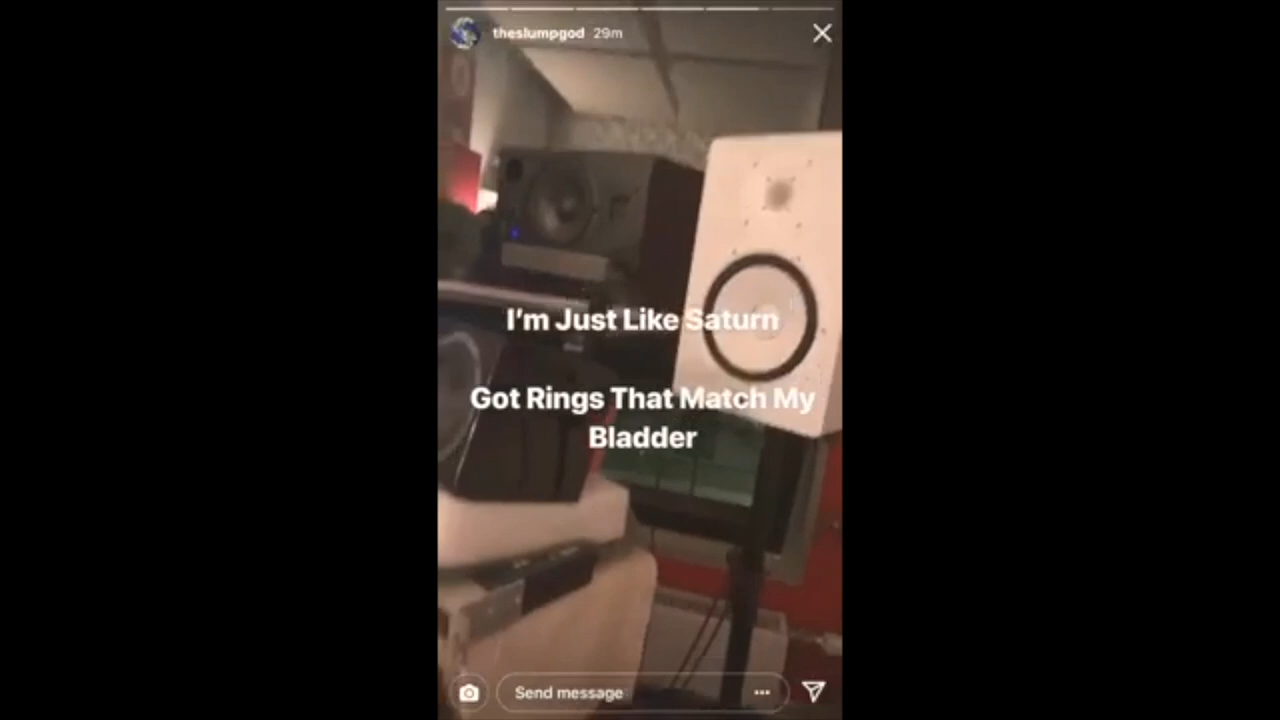 theslumpgod 29m
I'm Just Like Saturn
Got Rings That Match My
Bladder
Send message